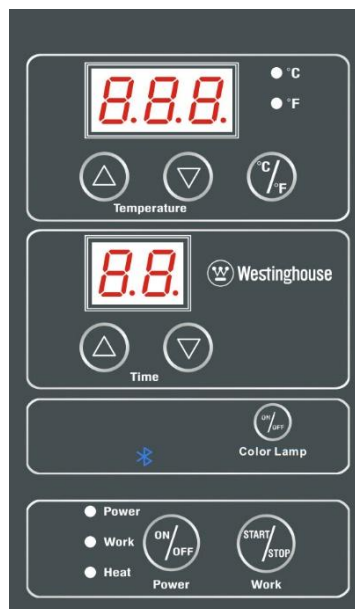 8.8.8.
°C
°F
°C/°F
Temperature
8.8.
W Westinghouse
Time
ON/OFF
Color Lamp
Power
Work
Heat
ON/OFF
Power
START/STOP
Work